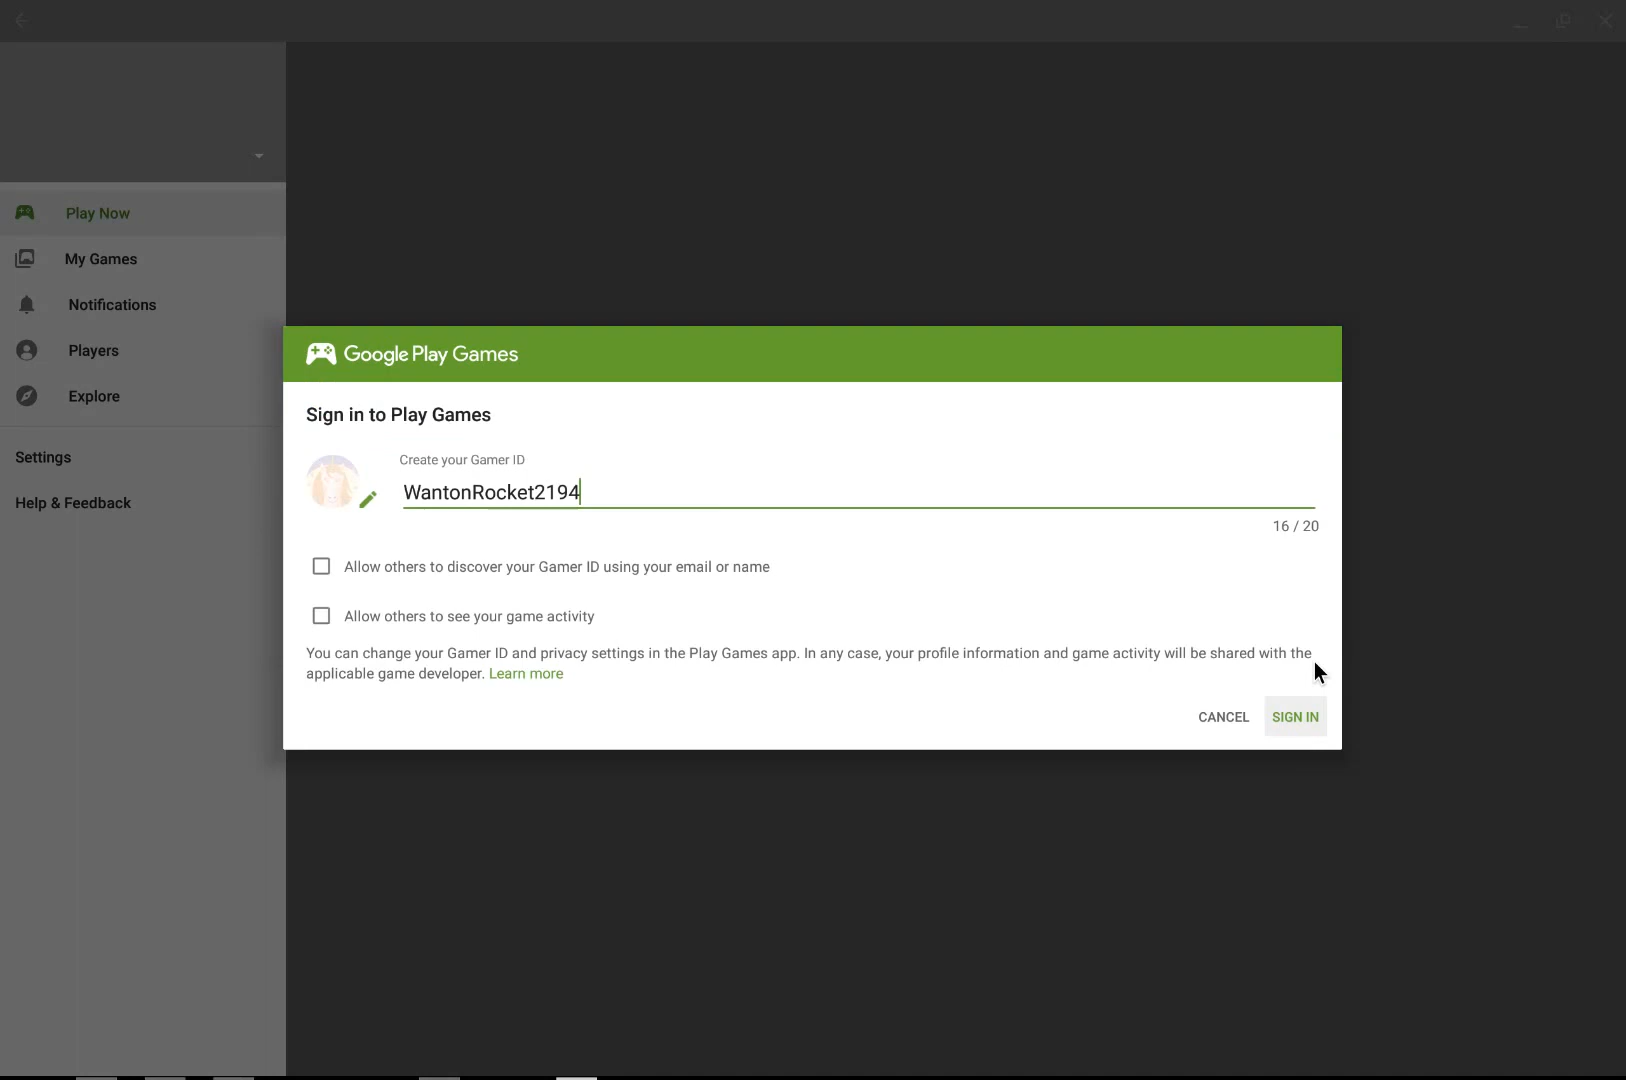 Play Now
My Games
Notifications
Players
Explore
Settings
Help & Feedback
Google Play Games
Sign in to Play Games
Create your Gamer ID
WantonRocket2194
16 / 20
Allow others to discover your Gamer ID using your email or name
Allow others to see your game activity
You can change your Gamer ID and privacy settings in the Play Games app. In any case, your profile information and game activity will be shared with the
applicable game developer. Learn more
CANCEL SIGN IN